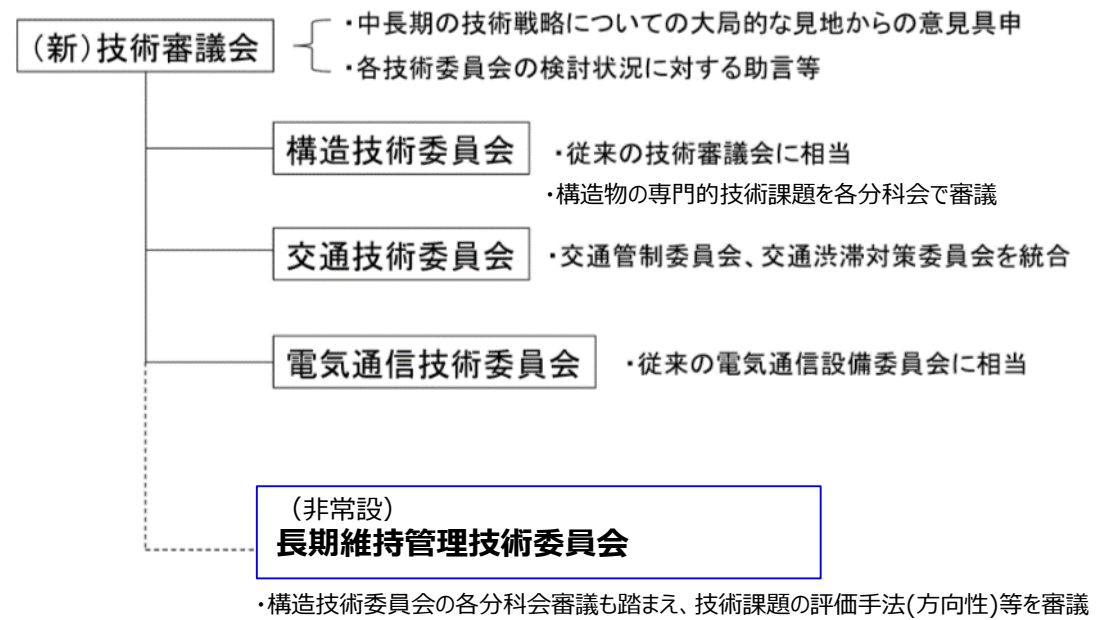 （新）技術審議会
・中長期の技術戦略についての大局的な見地からの意見具申
・各技術委員会の検討状況に対する助言等
構造技術委員会
・従来の技術審議会に相当
・構造物の専門的技術課題を各分科会で審議
交通技術委員会
・交通管制委員会、交通渋滞対策委員会を統合
電気通信技術委員会
・従来の電気通信設備委員会に相当
（非常設）
長期維持管理技術委員会
・構造技術委員会の各分科会審議も踏まえ、技術課題の評価手法(方向性)等を審議